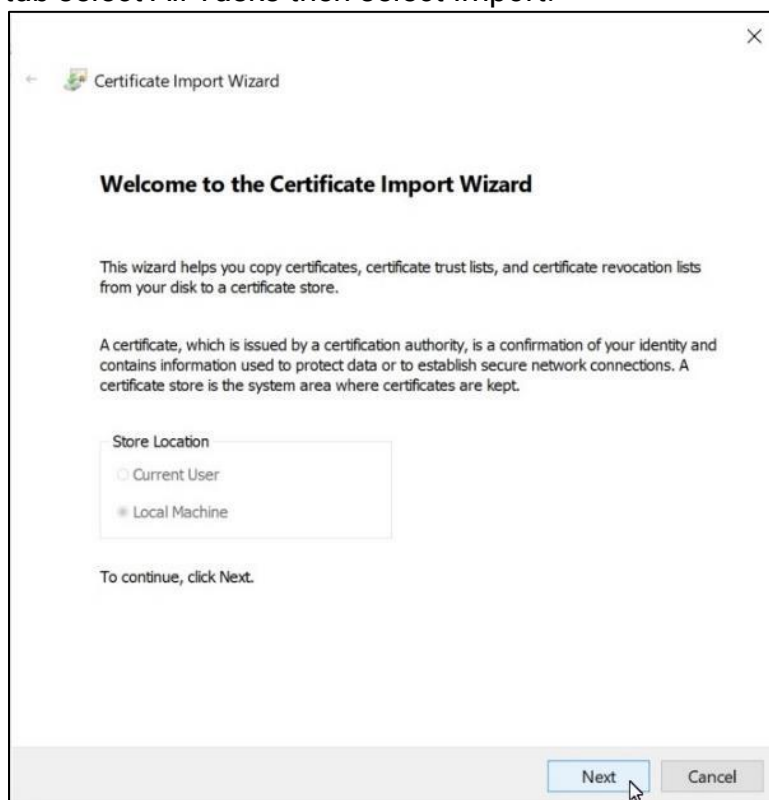 tab select All Tasks then select Import.
Certificate Import Wizard
Welcome to the Certificate Import Wizard
This wizard helps you copy certificates, certificate trust lists, and certificate revocation lists
from your disk to a certificate store.
A certificate, which is issued by a certification authority, is a confirmation of your identity and
contains information used to protect data or to establish secure network connections. A
certificate store is the system area where certificates are kept.
Store Location
Current User
Local Machine
To continue, click Next.
Next Cancel